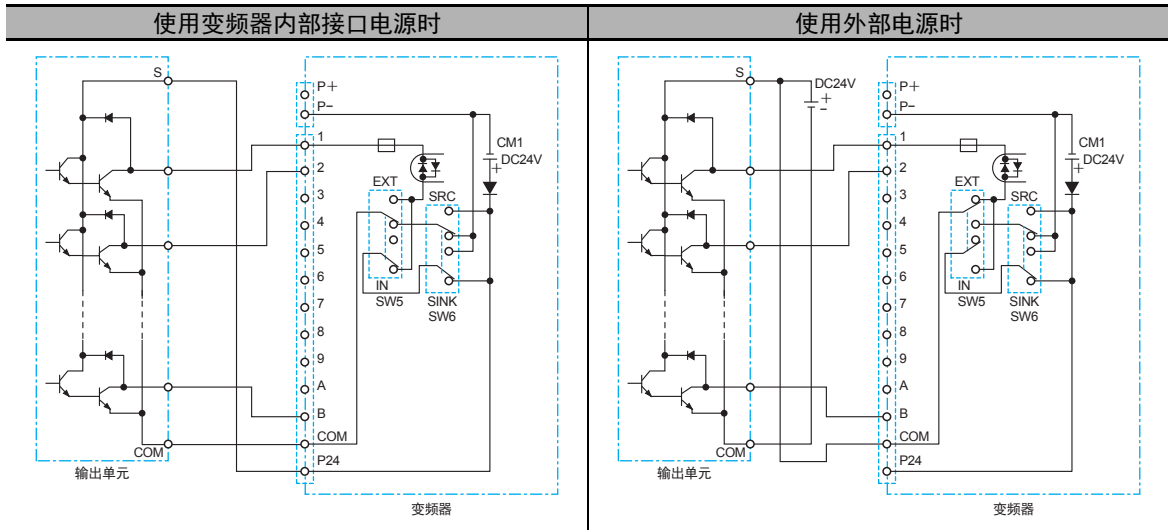 使用变频器内部接口电源时
使用外部电源时
S
P+
P-
1
2
3
4
5
6
7
8
9
A
B
COM
P24
CM1
DC24V
+
EXT
SRC
IN
SW5
SINK
SW6
COM
输出单元
变频器
S
DC24V
+
-
P+
P-
1
2
3
4
5
6
7
8
9
A
B
COM
P24
CM1
DC24V
+
EXT
SRC
IN
SW5
SINK
SW6
COM
输出单元
变频器